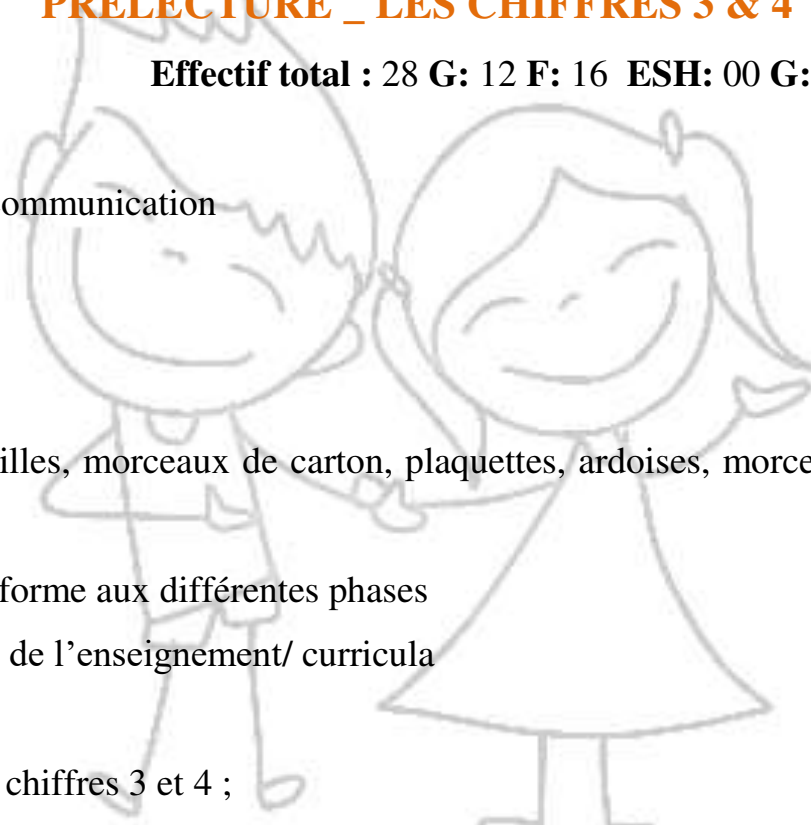 PRELECTURE _ LES CHIFFRES 3 & 4
Effectif total : 28 G: 12 F: 16 ESH: 00 G:
ommunication
illes, morceaux de carton, plaquettes, ardoises, morce
forme aux différentes phases
de l’enseignement/ curricula
chiffres 3 et 4 ;